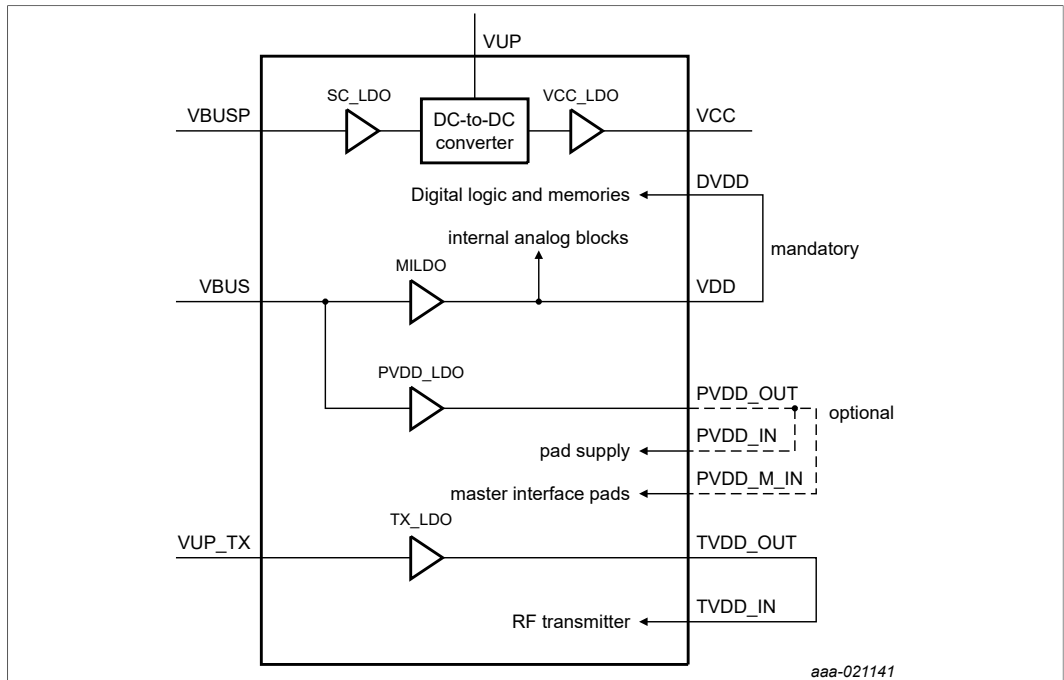 VUP
SC_LDO
VCC_LDO
VBUSP
DC-to-DC
converter
VCC
DVDD
Digital logic and memories
internal analog blocks
mandatory
MILDO
VBUS
VDD
PVDD_LDO
PVDD_OUT
optional
PVDD_IN
pad supply
PVDD_M_IN
master interface pads
TX_LDO
VUP_TX
TVDD_OUT
TVDD_IN
RF transmitter
aaa-021141